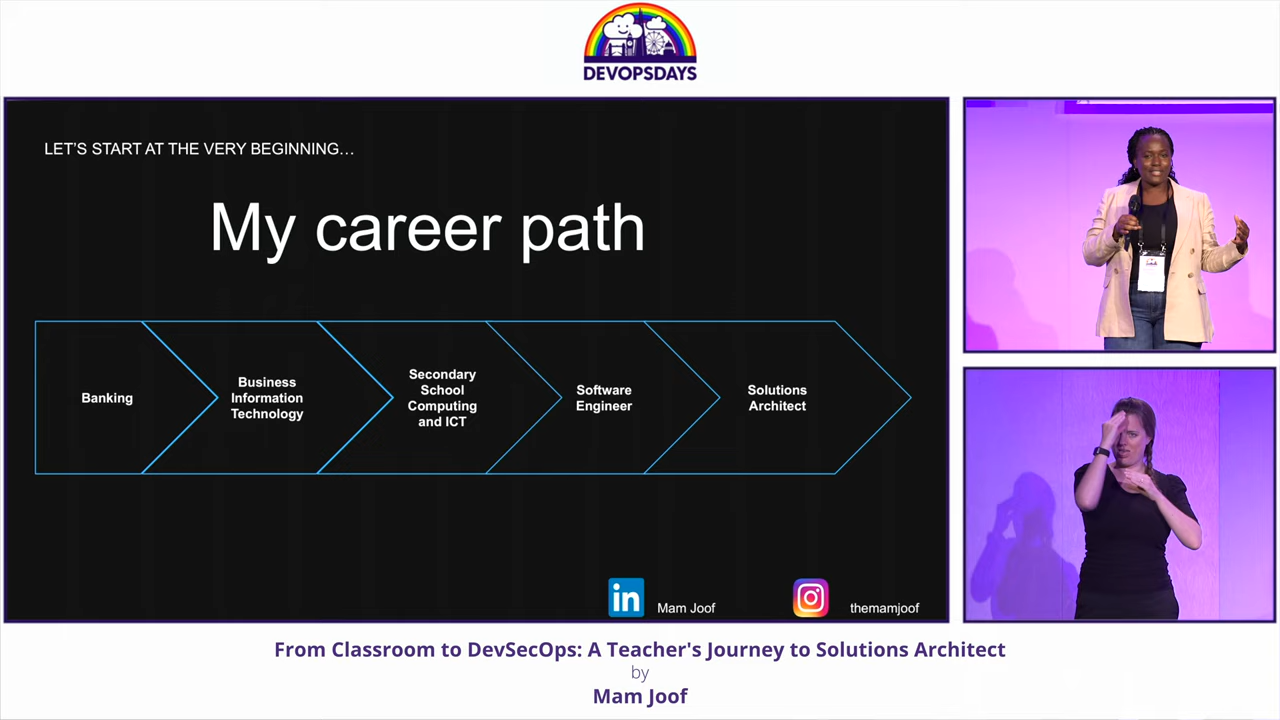 DEVOPSDAYS
LET'S START AT THE VERY BEGINNING…
My career path
Banking
Business
Information
Technology
Secondary
School
Computing
and ICT
Software
Engineer
Solutions
Architect
in
Mam Joof
themamjoof
From Classroom to DevSecOps: A Teacher's Journey to Solutions Architect
by
Mam Joof